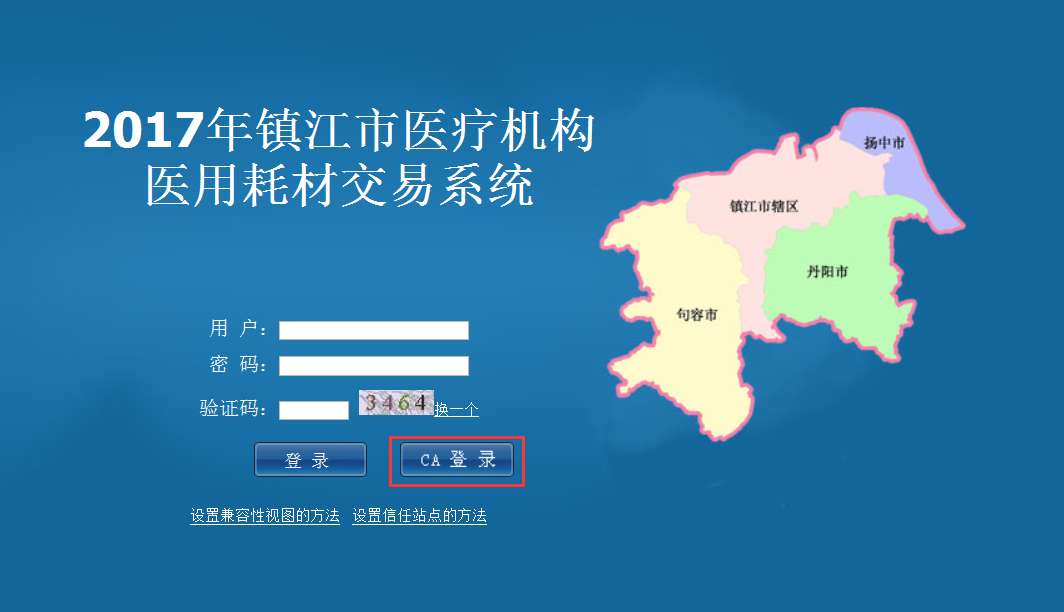 2017年镇江市医疗机构
医用耗材交易系统
扬中市
镇江市辖区
丹阳市
句容市
用 户：
密 码：
验证码： 3464 换一个
登 录 CA 登 录
设置兼容性视图的方法 设置信任站点的方法